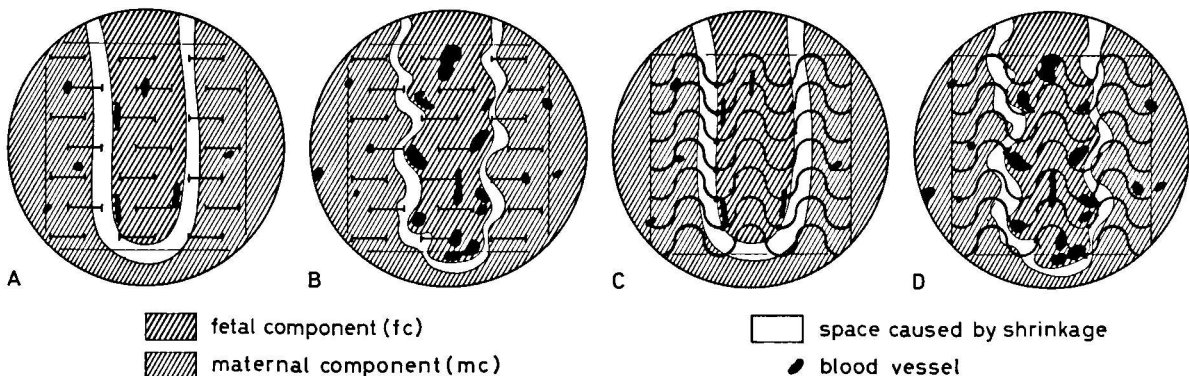 A B C D
fetal component (fc) space caused by shrinkage
maternal component (mc) blood vessel